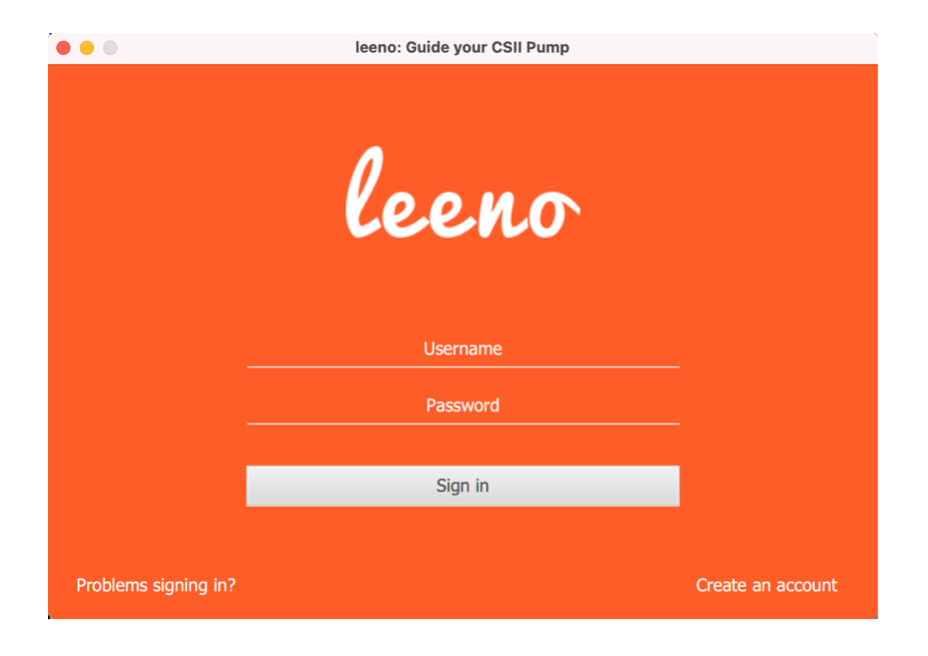 leeno: Guide your CSII Pump
leeno
Username
Password
Sign in
Problems signing in? Create an account